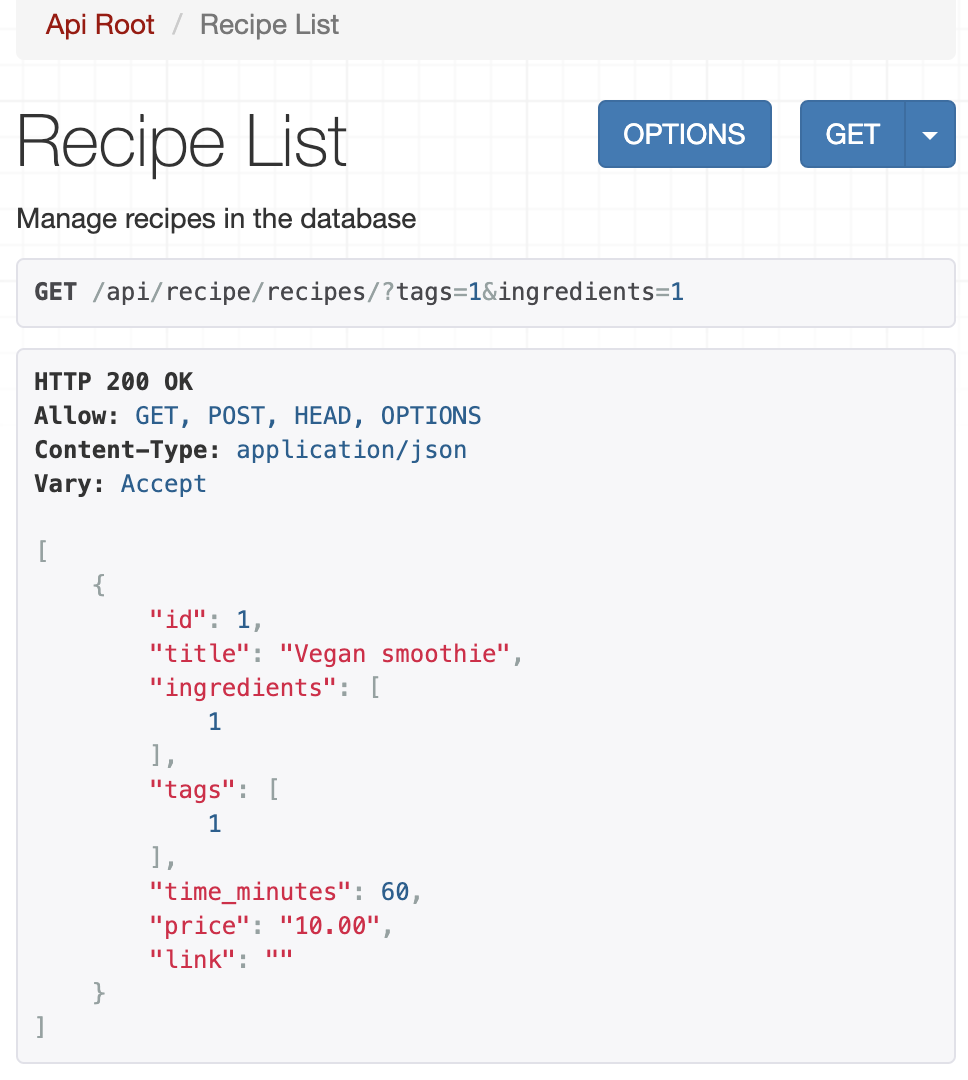 Api Root / Recipe List
Recipe List
OPTIONS
GET
Manage recipes in the database
GET /api/recipe/recipes/?tags=1&ingredients=1
HTTP 200 OK
Allow: GET, POST, HEAD, OPTIONS
Content-Type: application/json
Vary: Accept
[
    {
        "id": 1,
        "title": "Vegan smoothie",
        "ingredients": [
            1
        ],
        "tags": [
            1
        ],
        "time_minutes": 60,
        "price": "10.00",
        "link": ""
    }
]